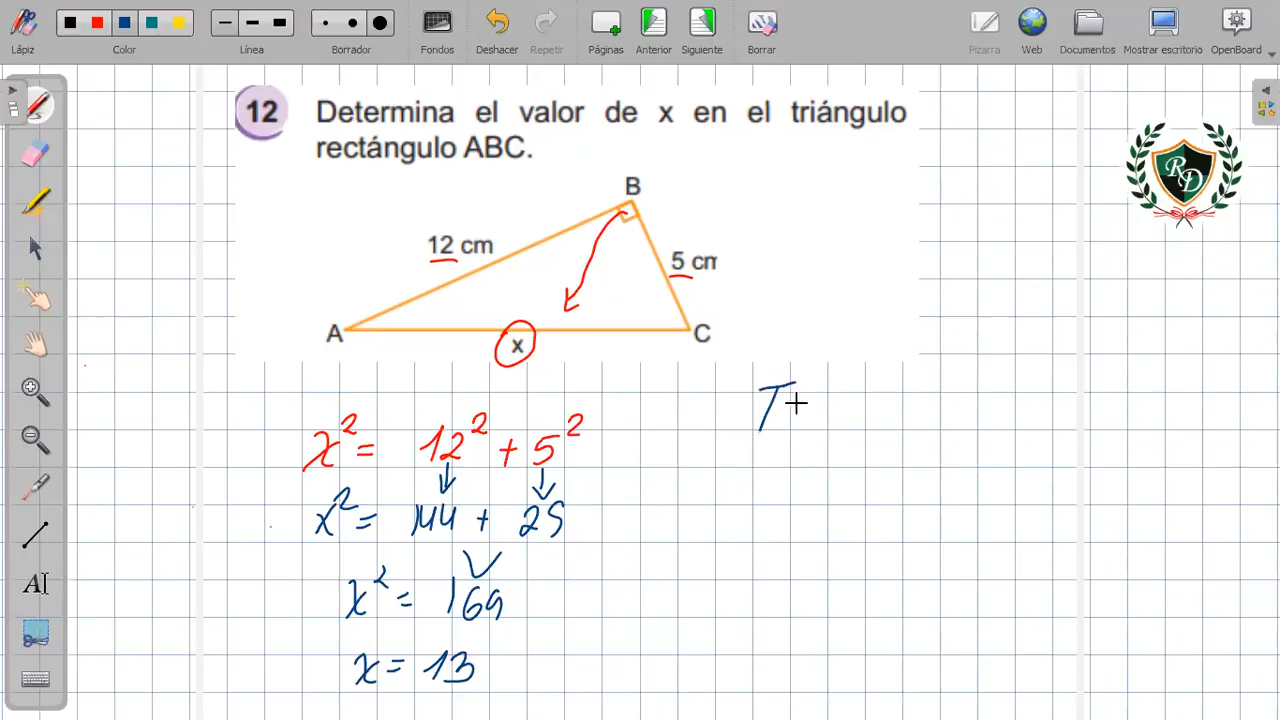 Lápiz Color Línea Borrador Fondos Deshacer Repetir Páginas Anterior Siguiente Borrar Pizarra Web Documentos Mostrar escritorio OpenBoard
12 Determina el valor de x en el triángulo
rectángulo ABC.
B
12 cm
5 cm
A
x
C
RD
T
x² = 12² + 5²
x² = 144 + 25
x² = 169
x = 13
AI